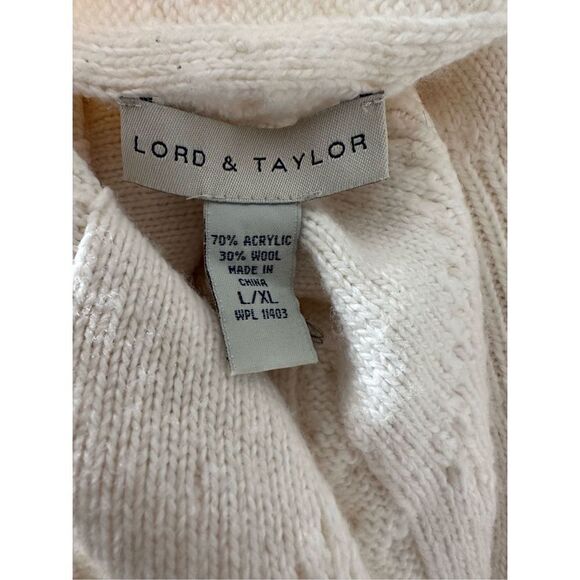 LORD & TAYLOR
70% ACRYLIC
30% WOOL
MADE IN
CHINA
L/XL
WPL 11403